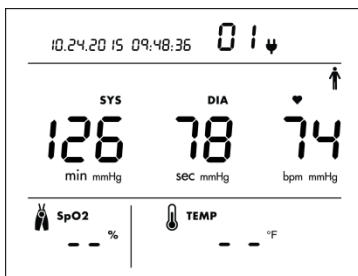 10.24.2015 09:48:36 01
SYS DIA
126 78 74
min mmHg sec mmHg bpm mmHg
SpO2 TEMP
-- % -- °F